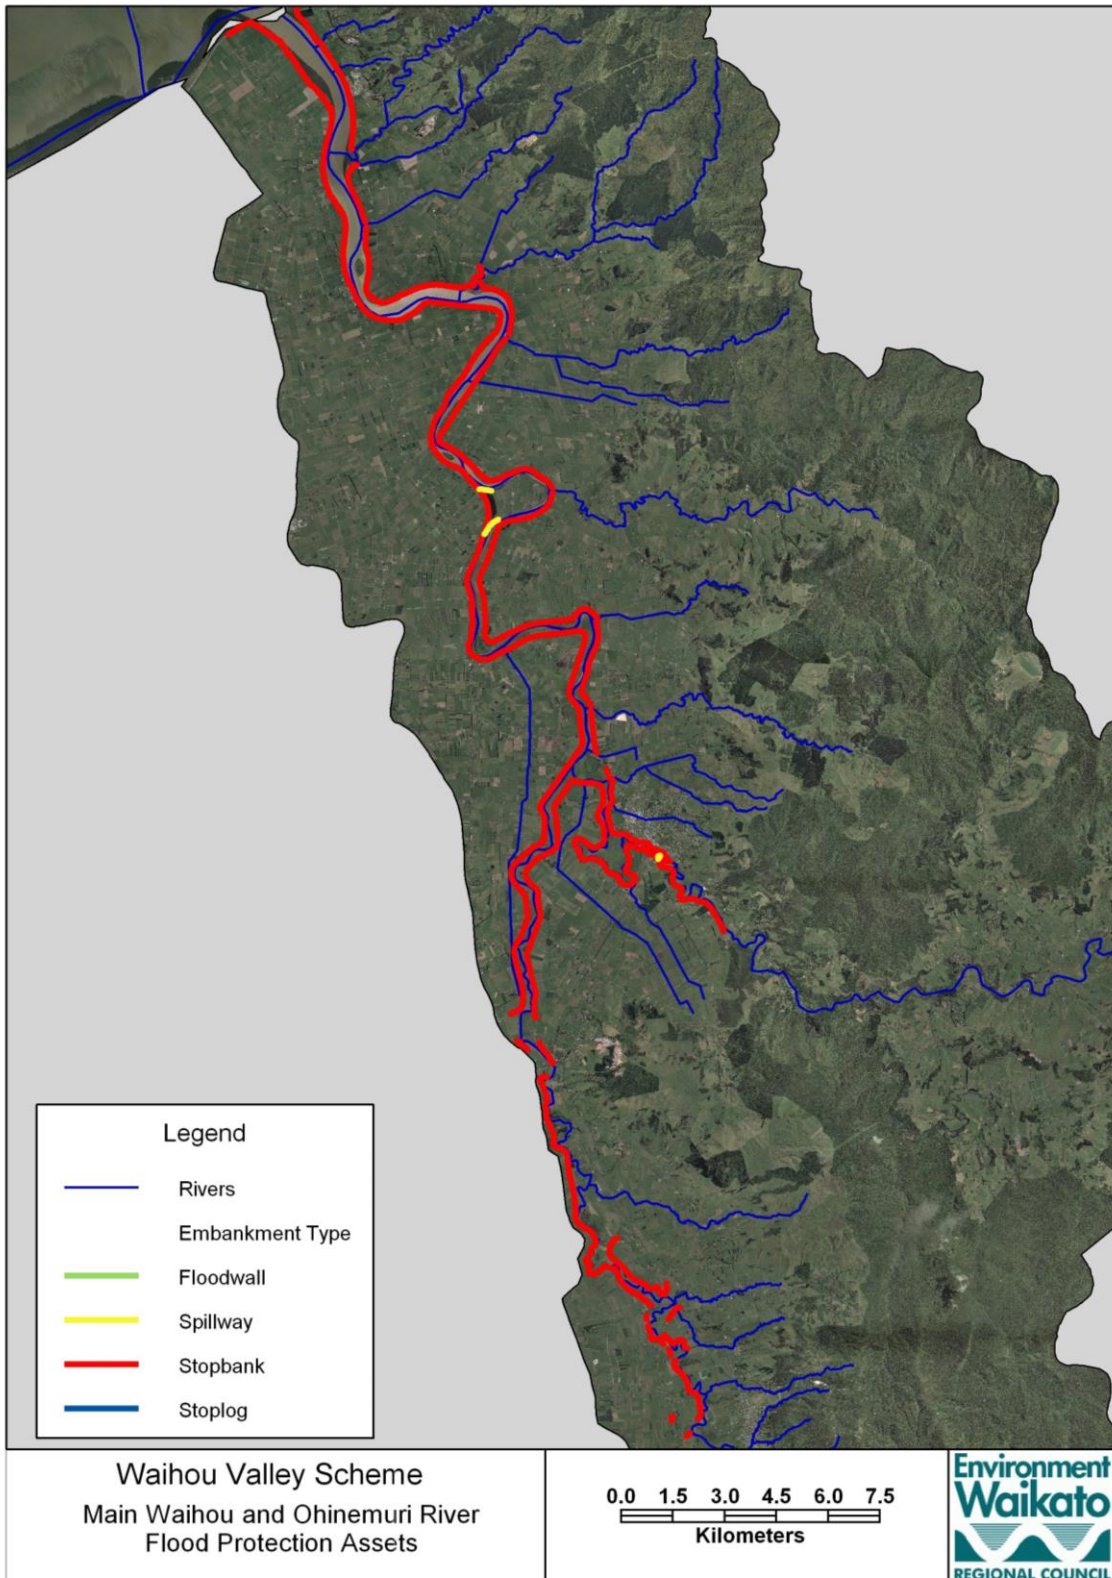 Legend
Rivers
Embankment Type
Floodwall
Spillway
Stopbank
Stoplog
Waihou Valley Scheme
Main Waihou and Ohinemuri River
Flood Protection Assets
0.0 1.5 3.0 4.5 6.0 7.5
Kilometers
Environment
Waikato
REGIONAL COUNCIL